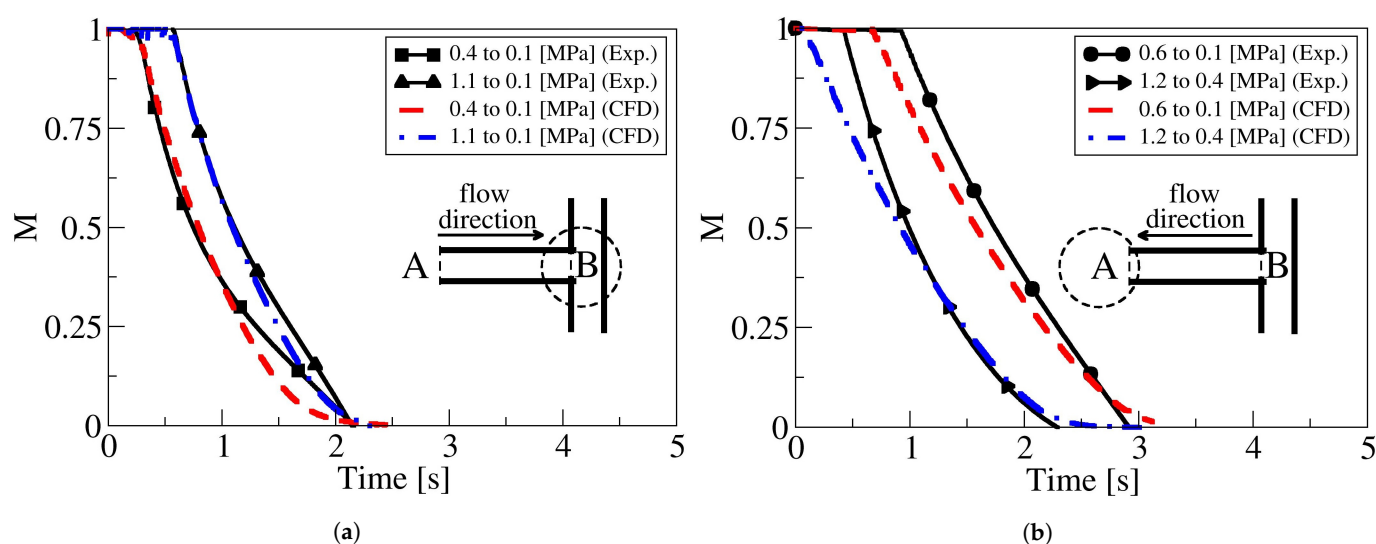 1
0.75
0.5
0.25
0
M
0 1 2 3 4 5
Time [s]
0.4 to 0.1 [MPa] (Exp.)
1.1 to 0.1 [MPa] (Exp.)
0.4 to 0.1 [MPa] (CFD)
1.1 to 0.1 [MPa] (CFD)
flow
direction
A B
(a)
1
0.75
0.5
0.25
0
M
0 1 2 3 4 5
Time [s]
0.6 to 0.1 [MPa] (Exp.)
1.2 to 0.4 [MPa] (Exp.)
0.6 to 0.1 [MPa] (CFD)
1.2 to 0.4 [MPa] (CFD)
flow
direction
A B
(b)